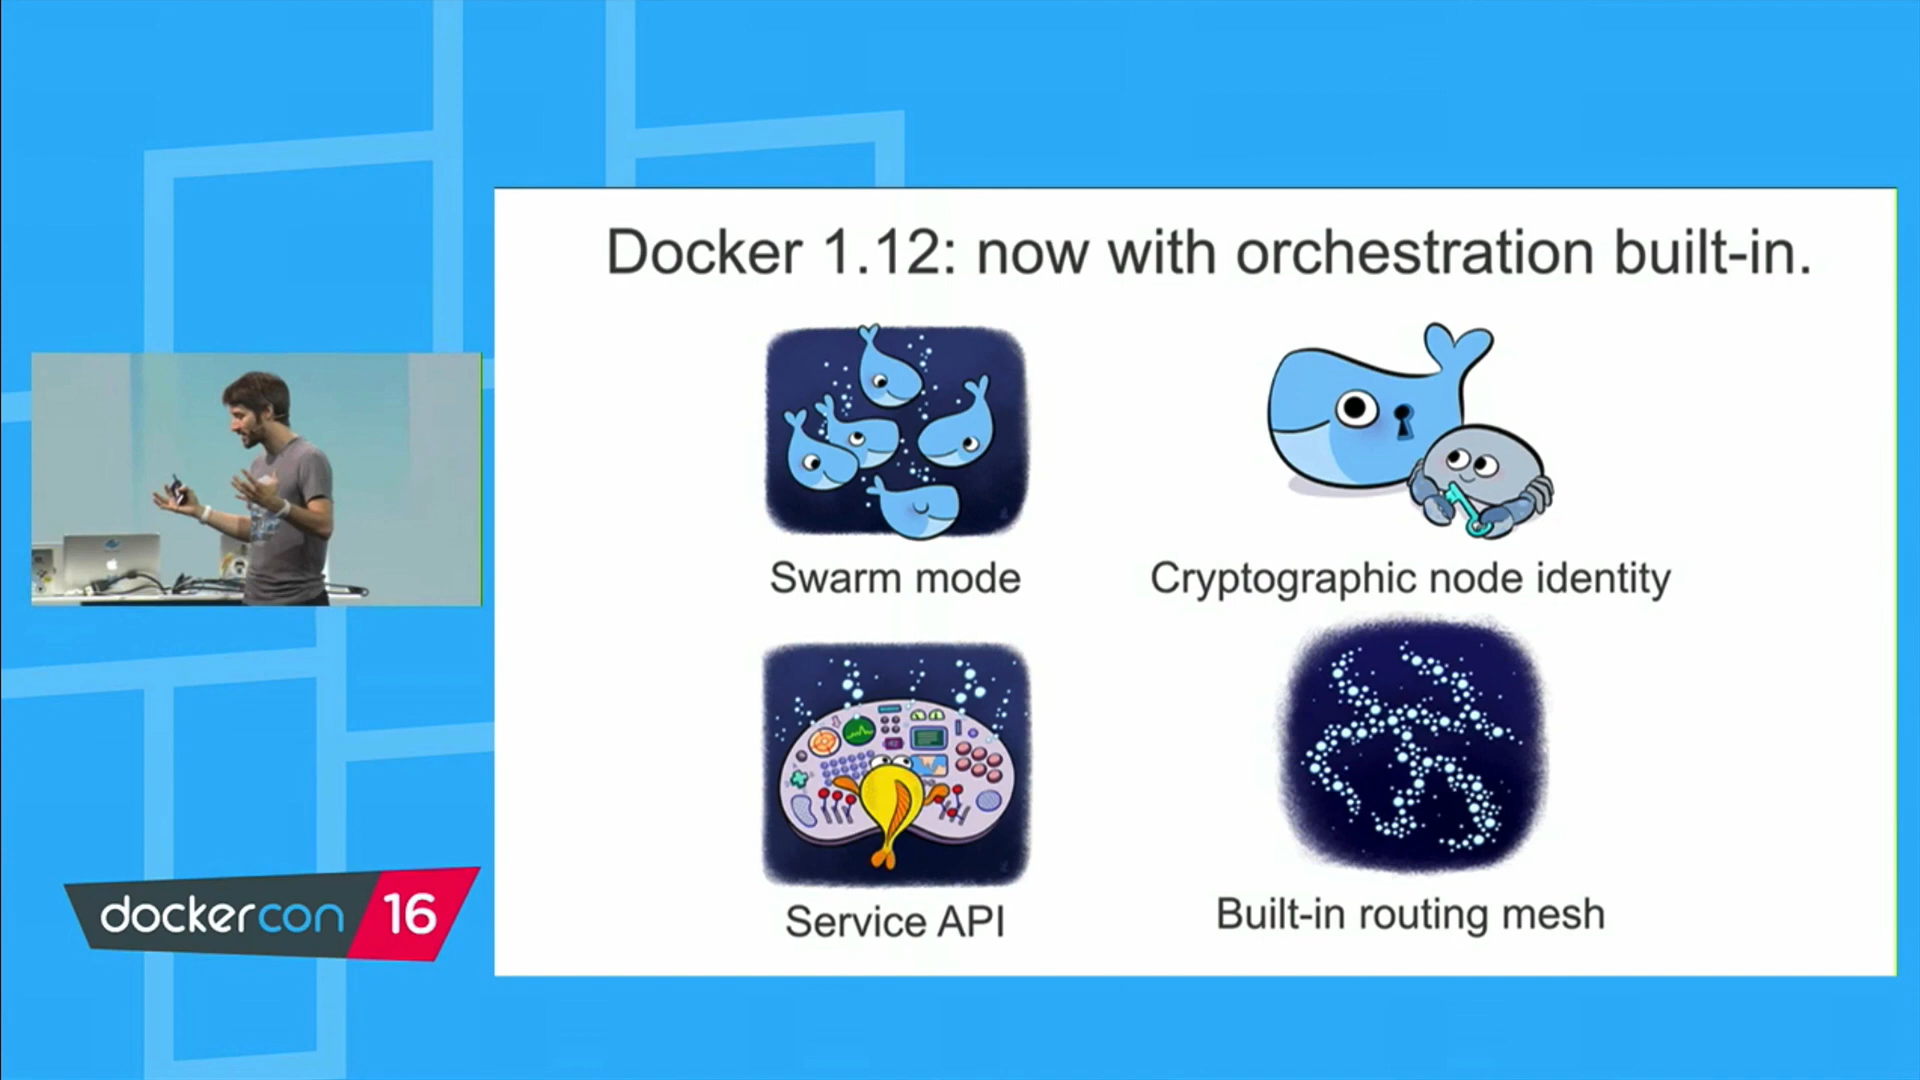 Docker 1.12: now with orchestration built-in.
Swarm mode
Cryptographic node identity
Service API
Built-in routing mesh
dockercon 16